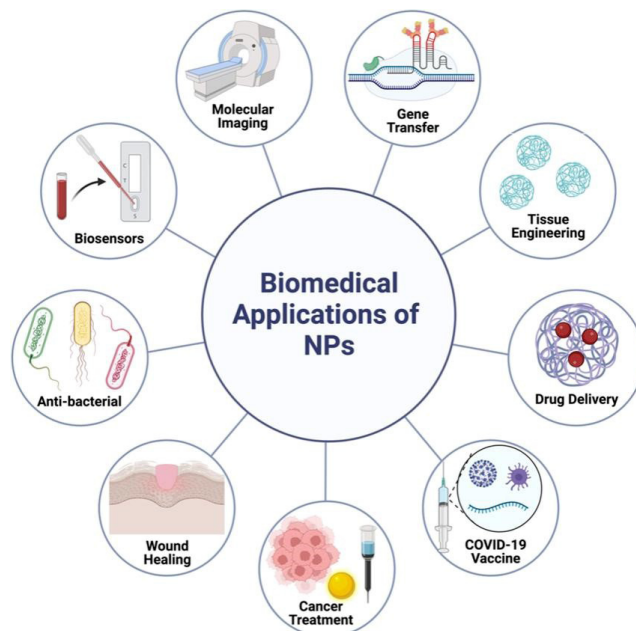 Biomedical
Applications of
NPs
Molecular
Imaging
Gene
Transfer
Tissue
Engineering
Drug Delivery
COVID-19
Vaccine
Cancer
Treatment
Wound
Healing
Anti-bacterial
Biosensors
C
T
S